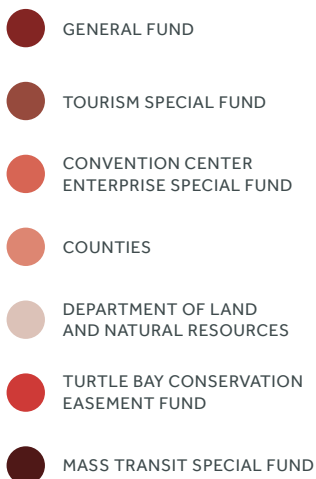 GENERAL FUND
TOURISM SPECIAL FUND
CONVENTION CENTER
ENTERPRISE SPECIAL FUND
COUNTIES
DEPARTMENT OF LAND
AND NATURAL RESOURCES
TURTLE BAY CONSERVATION
EASEMENT FUND
MASS TRANSIT SPECIAL FUND